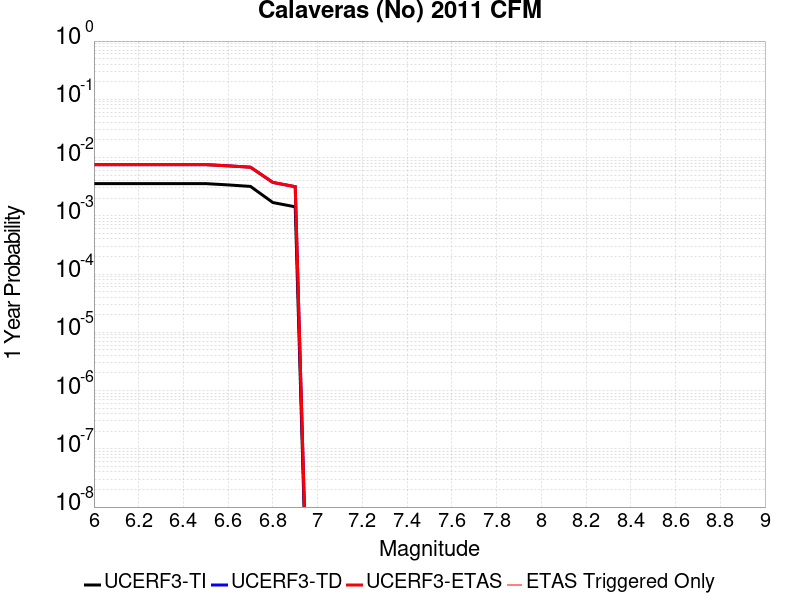 Calaveras (No) 2011 CFM
10 0
10-1
10-2
10-3
10-4
10-5
10-6
10-7
10-8
1 Year Probability
6 6.2 6.4 6.6 6.8 7 7.2 7.4 7.6 7.8 8 8.2 8.4 8.6 8.8 9
Magnitude
UCERF3-TI UCERF3-TD UCERF3-ETAS ETAS Triggered Only